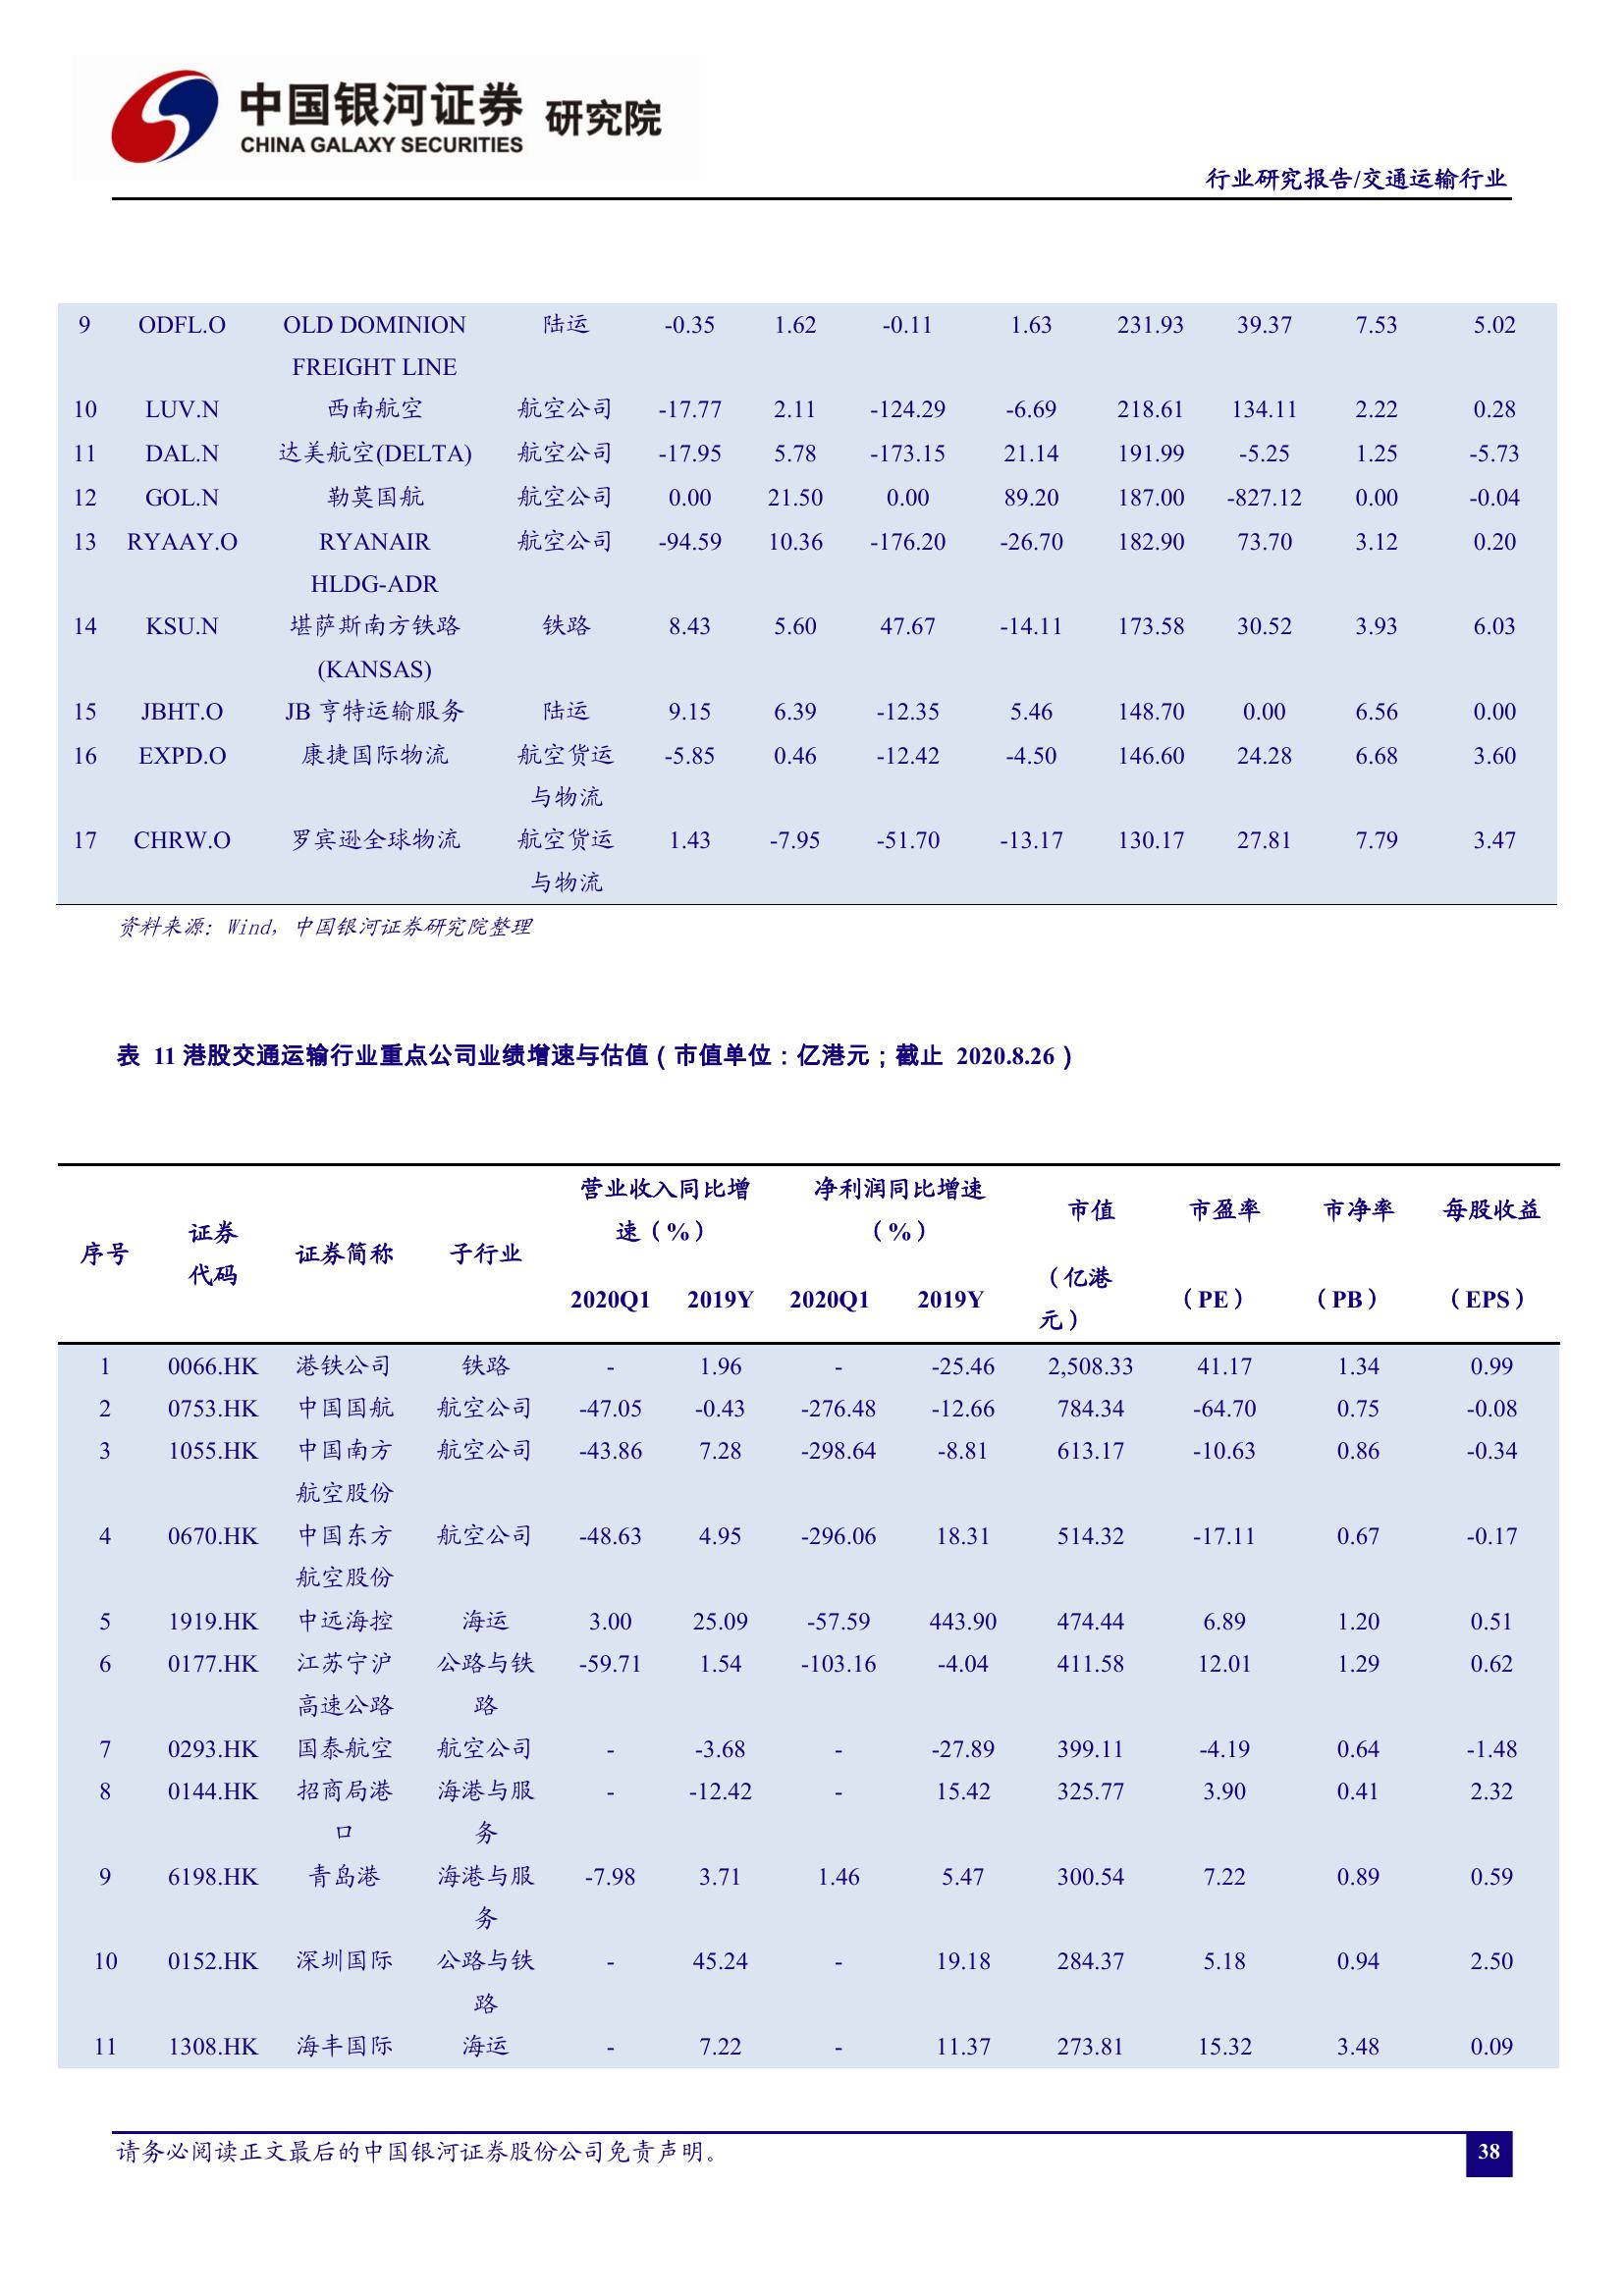 中国银河证券 研究院
CHINA GALAXY SECURITIES
行业研究报告/交通运输行业
9 ODFL.O OLD DOMINION 陆运 -0.35 1.62 -0.11 1.63 231.93 39.37 7.53 5.02
FREIGHT LINE
10 LUV.N 西南航空 航空公司 -17.77 2.11 -124.29 -6.69 218.61 134.11 2.22 0.28
11 DAL.N 达美航空(DELTA) 航空公司 -17.95 5.78 -173.15 21.14 191.99 -5.25 1.25 -5.73
12 GOL.N 勒莫国航 航空公司 0.00 21.50 0.00 89.20 187.00 -827.12 0.00 -0.04
13 RYAAY.O RYANAIR 航空公司 -94.59 10.36 -176.20 -26.70 182.90 73.70 3.12 0.20
HLDG-ADR
14 KSU.N 堪萨斯南方铁路 铁路 8.43 5.60 47.67 -14.11 173.58 30.52 3.93 6.03
(KANSAS)
15 JBHT.O JB 亨特运输服务 陆运 9.15 6.39 -12.35 5.46 148.70 0.00 6.56 0.00
16 EXPD.O 康捷国际物流 航空货运 -5.85 0.46 -12.42 -4.50 146.60 24.28 6.68 3.60
与物流
17 CHRW.O 罗宾逊全球物流 航空货运 1.43 -7.95 -51.70 -13.17 130.17 27.81 7.79 3.47
与物流
资料来源：Wind，中国银河证券研究院整理
表 11 港股交通运输行业重点公司业绩增速与估值（市值单位：亿港元；截止 2020.8.26）
营业收入同比增 净利润同比增速
市值 市盈率 市净率 每股收益
证券 速（%） （%）
序号 证券简称 子行业
代码 （亿港
2020Q1 2019Y 2020Q1 2019Y （PE） （PB） （EPS）
元）
1 0066.HK 港铁公司 铁路 - 1.96 - -25.46 2,508.33 41.17 1.34 0.99
2 0753.HK 中国国航 航空公司 -47.05 -0.43 -276.48 -12.66 784.34 -64.70 0.75 -0.08
3 1055.HK 中国南方 航空公司 -43.86 7.28 -298.64 -8.81 613.17 -10.63 0.86 -0.34
航空股份
4 0670.HK 中国东方 航空公司 -48.63 4.95 -296.06 18.31 514.32 -17.11 0.67 -0.17
航空股份
5 1919.HK 中远海控 海运 3.00 25.09 -57.59 443.90 474.44 6.89 1.20 0.51
6 0177.HK 江苏宁沪 公路与铁 -59.71 1.54 -103.16 -4.04 411.58 12.01 1.29 0.62
高速公路 路
7 0293.HK 国泰航空 航空公司 - -3.68 - -27.89 399.11 -4.19 0.64 -1.48
8 0144.HK 招商局港 海港与服 - -12.42 - 15.42 325.77 3.90 0.41 2.32
口 务
9 6198.HK 青岛港 海港与服 -7.98 3.71 1.46 5.47 300.54 7.22 0.89 0.59
务
10 0152.HK 深圳国际 公路与铁 - 45.24 - 19.18 284.37 5.18 0.94 2.50
路
11 1308.HK 海丰国际 海运 - 7.22 - 11.37 273.81 15.32 3.48 0.09
请务必阅读正文最后的中国银河证券股份公司免责声明。
38